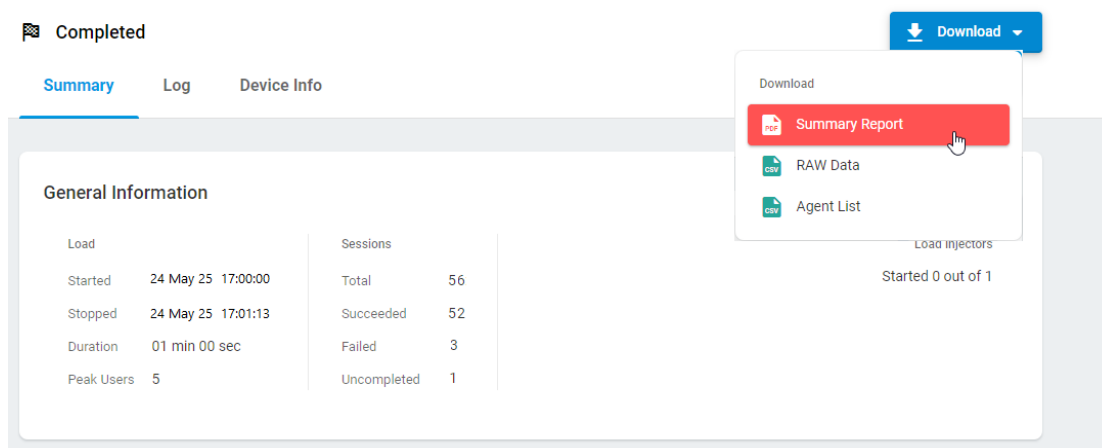 Completed
Download
Summary Log Device Info
Download
PDF Summary Report
CSV RAW Data
CSV Agent List
General Information
Load Sessions Load Injectors
Started 24 May 25 17:00:00 Total 56 Started 0 out of 1
Stopped 24 May 25 17:01:13 Succeeded 52
Duration 01 min 00 sec Failed 3
Peak Users 5 Uncompleted 1